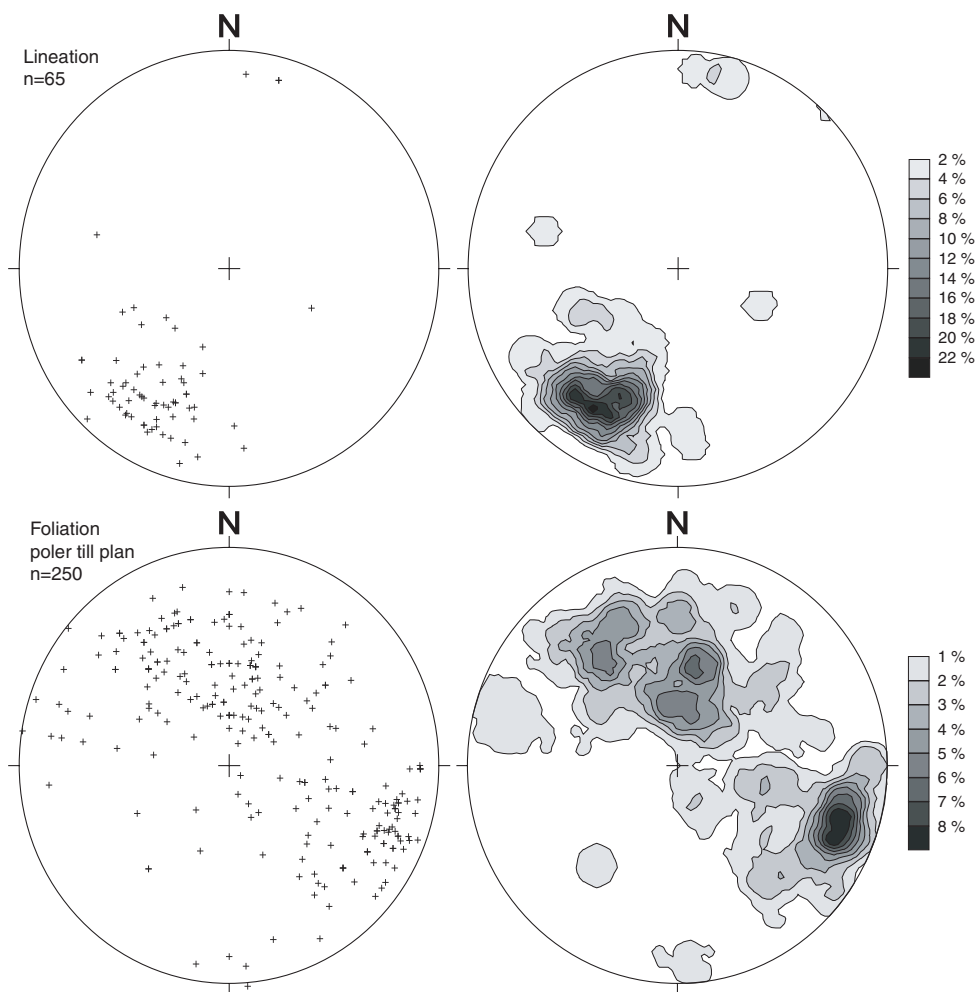 N
N
Lineation
n=65
2 %
4 %
6 %
8 %
10 %
12 %
14 %
16 %
18 %
20 %
22 %
N
N
Foliation
poler till plan
n=250
1 %
2 %
3 %
4 %
5 %
6 %
7 %
8 %